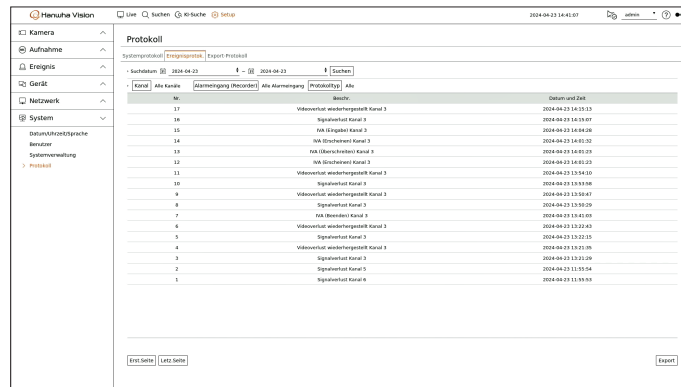 Hanwha Vision
Live Suchen KI-Suche Setup
2024-04-23 14:41:07
admin
Kamera
Aufnahme
Ereignis
Gerät
Netzwerk
System
Datum/Uhrzeit/Sprache
Benutzer
Systemverwaltung
> Protokoll
Protokoll
Systemprotokoll Ereignisprotok. Export-Protokoll
• Suchdatum 2024-04-23 – 2024-04-23 Suchen
• Kanal Alle Kanäle Alarmeingang (Recorder) Alle Alarmeingang Protokolltyp Alle
Nr. Beschr. Datum und Zeit
17 Videoverlust wiederhergestellt Kanal 3 2024-04-23 14:15:13
16 Signalverlust Kanal 3 2024-04-23 14:15:07
15 IVA (Eingabe) Kanal 3 2024-04-23 14:04:28
14 IVA (Erscheinen) Kanal 3 2024-04-23 14:01:32
13 IVA (Überschreiten) Kanal 3 2024-04-23 14:01:23
12 IVA (Erscheinen) Kanal 3 2024-04-23 14:01:23
11 Videoverlust wiederhergestellt Kanal 3 2024-04-23 13:54:10
10 Signalverlust Kanal 3 2024-04-23 13:53:58
9 Videoverlust wiederhergestellt Kanal 3 2024-04-23 13:50:47
8 Signalverlust Kanal 3 2024-04-23 13:50:29
7 IVA (Beenden) Kanal 3 2024-04-23 13:41:03
6 Videoverlust wiederhergestellt Kanal 3 2024-04-23 13:22:43
5 Signalverlust Kanal 3 2024-04-23 13:22:15
4 Videoverlust wiederhergestellt Kanal 3 2024-04-23 13:21:35
3 Signalverlust Kanal 3 2024-04-23 13:21:29
2 Signalverlust Kanal 5 2024-04-23 11:55:54
1 Signalverlust Kanal 6 2024-04-23 11:55:53
Erst.Seite Letz.Seite Export